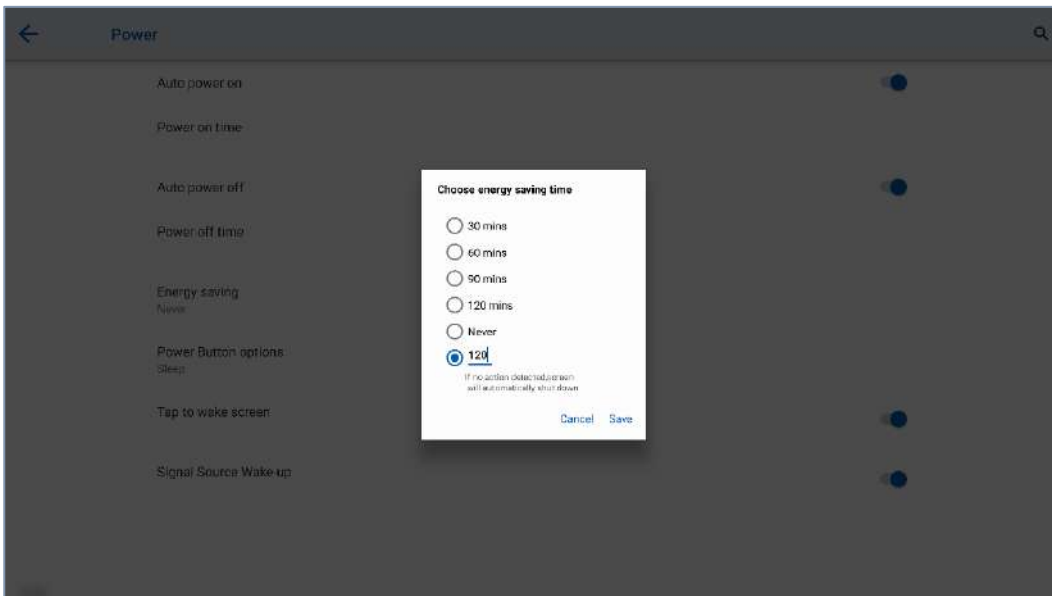 Power
Auto power on
Power on time
Auto power off
Power off time
Energy saving
Never
Power Button options
Sleep
Tap to wake screen
Signal Source Wake-up
Choose energy saving time
30 mins
60 mins
90 mins
120 mins
Never
120
If no action detected,screen
will automatically shut down
Cancel Save